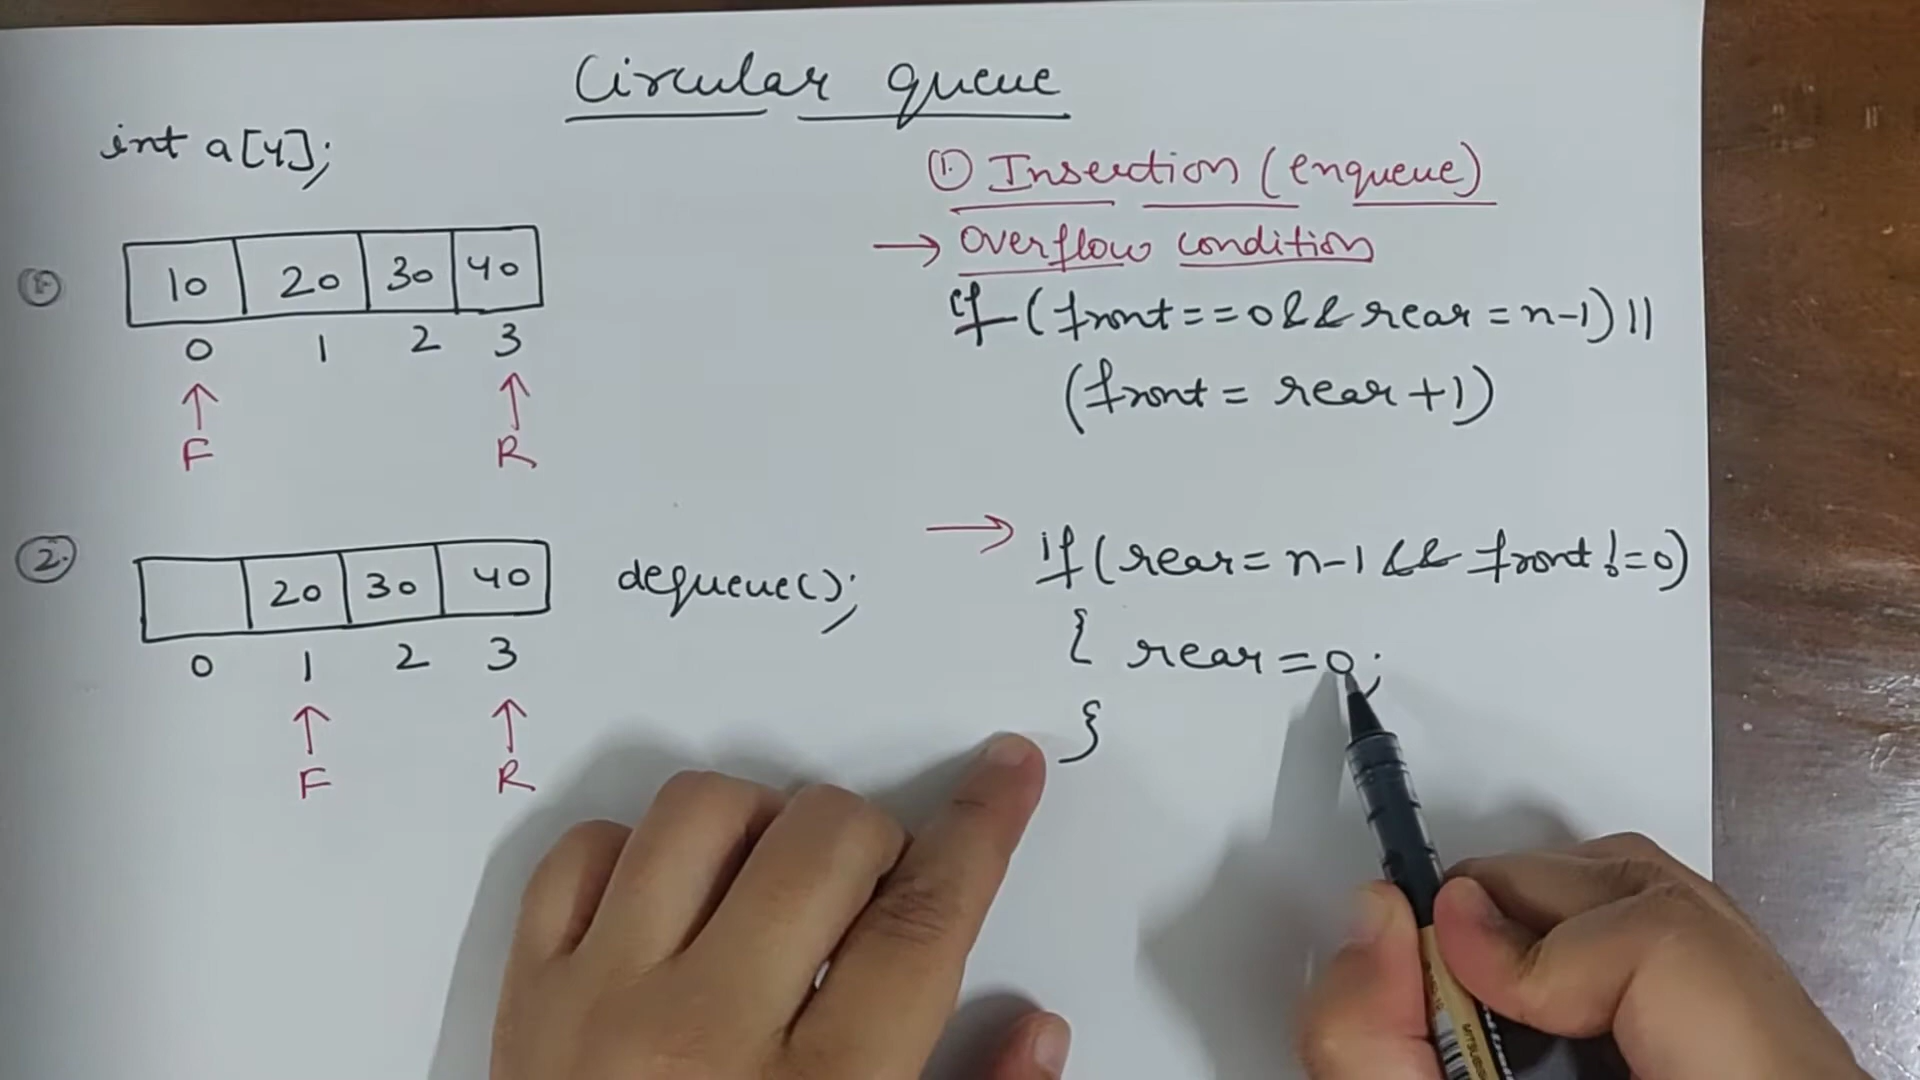 Circular queue
int a[4];
① Insertion (enqueue)
→ Overflow condition
if (front==0 && rear=n-1) ||
(front= rear+1)
①
10 20 30 40
0 1 2 3
↑ ↑
F R
②.
20 30 40
0 1 2 3
↑ ↑
F R
dequeue();
→ if (rear= n-1 && front!=0)
{ rear=0;
}